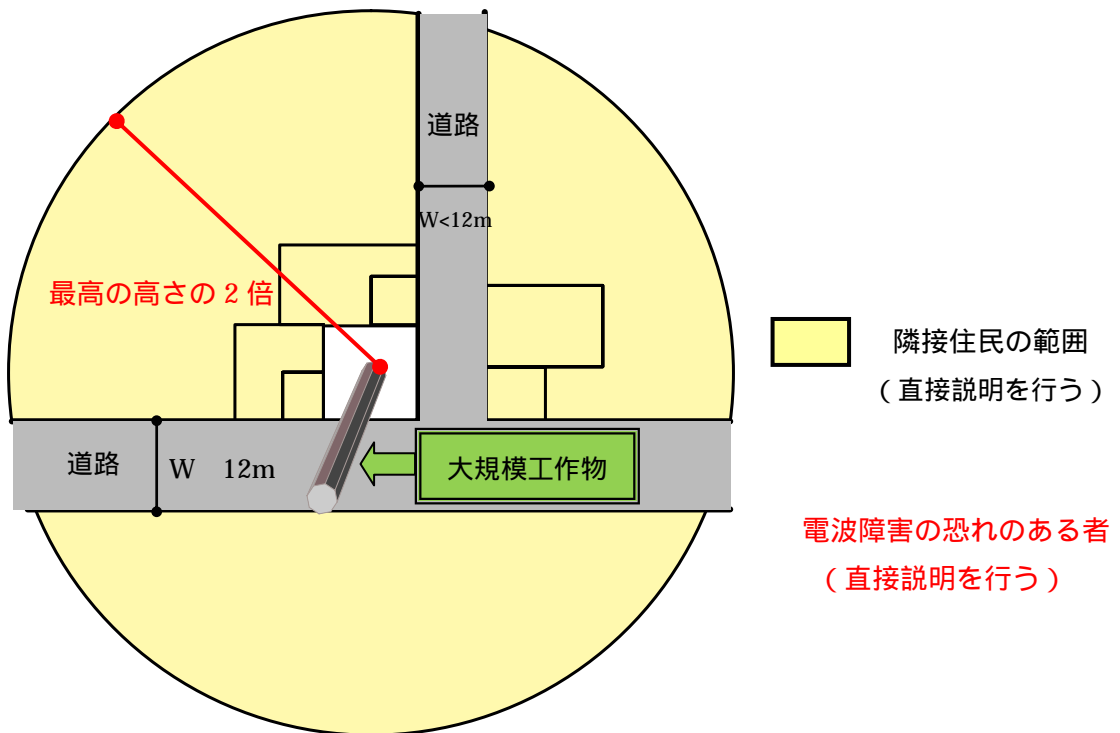 道路
W<12m
最高の高さの２倍
隣接住民の範囲
（直接説明を行う）
道路
W 12m
大規模工作物
電波障害の恐れのある者
（直接説明を行う）